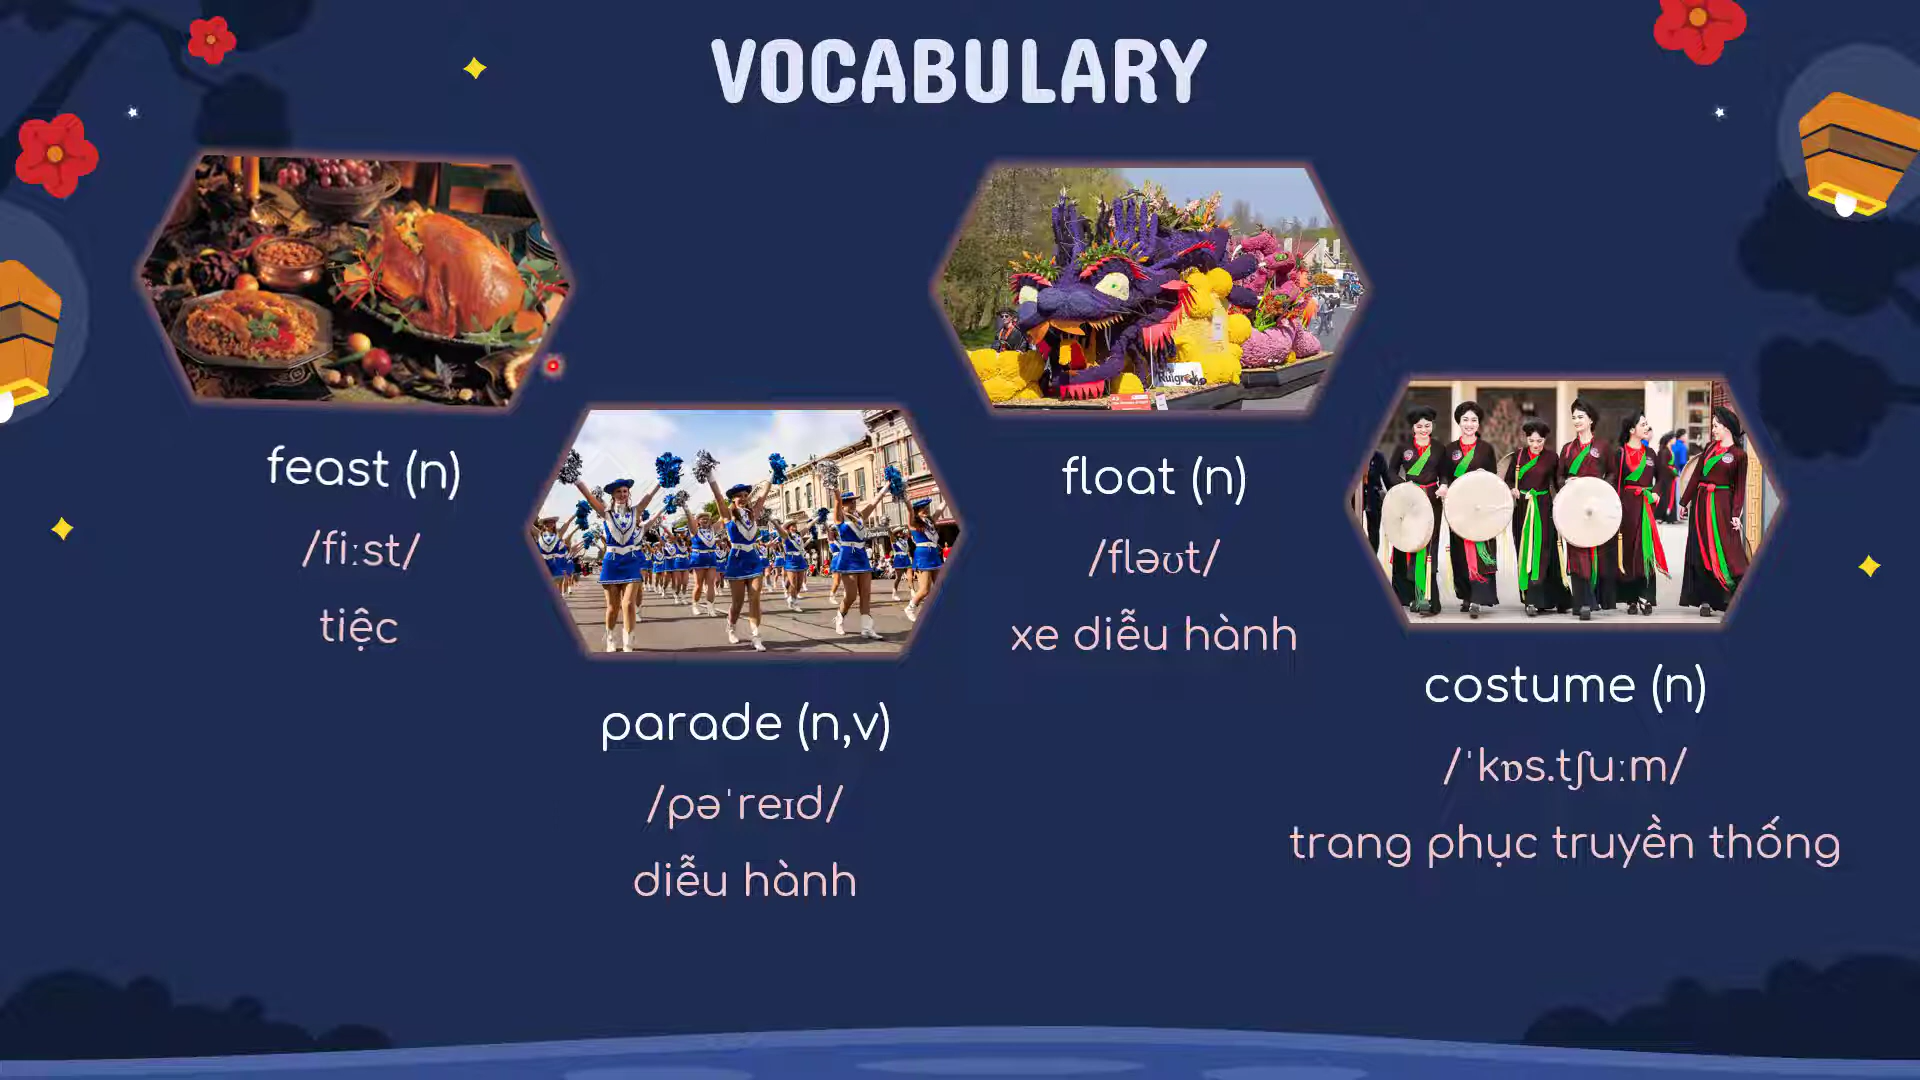 VOCABULARY
feast (n)
/fiːst/
tiệc
parade (n,v)
/pəˈreɪd/
diễu hành
float (n)
/fləʊt/
xe diễu hành
costume (n)
/ˈkɒs.tʃuːm/
trang phục truyền thống